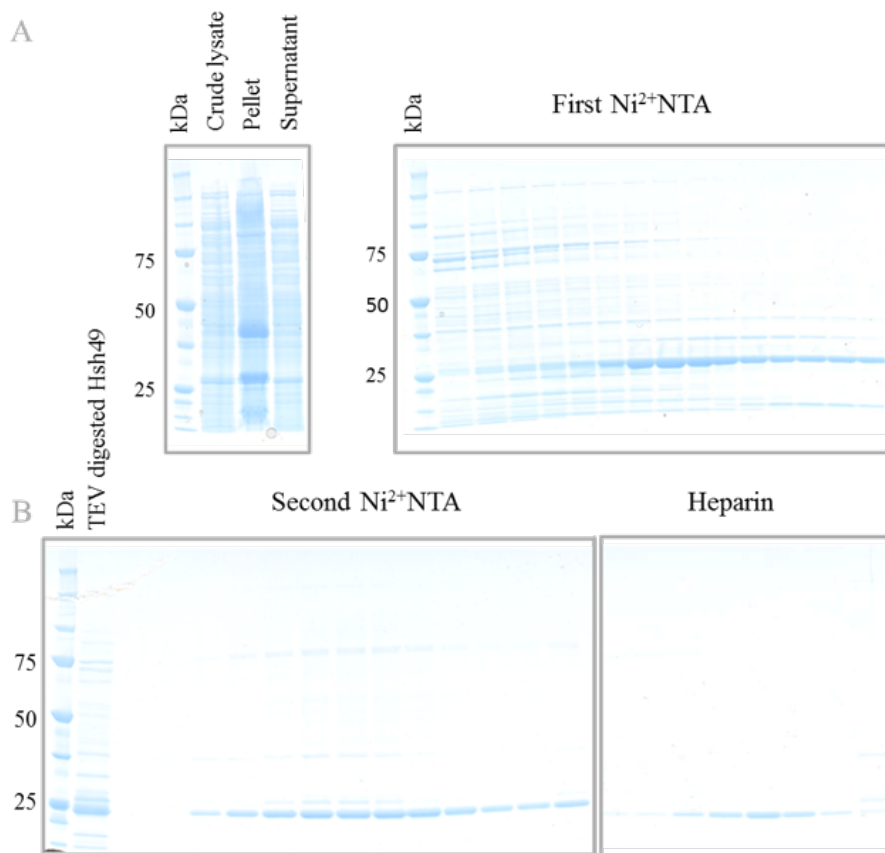 A
kDa
Crude lysate
Pellet
Supernatant
75
50
25
First Ni²⁺NTA
kDa
75
50
25
B
kDa
TEV digested Hsh49
Second Ni²⁺NTA
Heparin
75
50
25